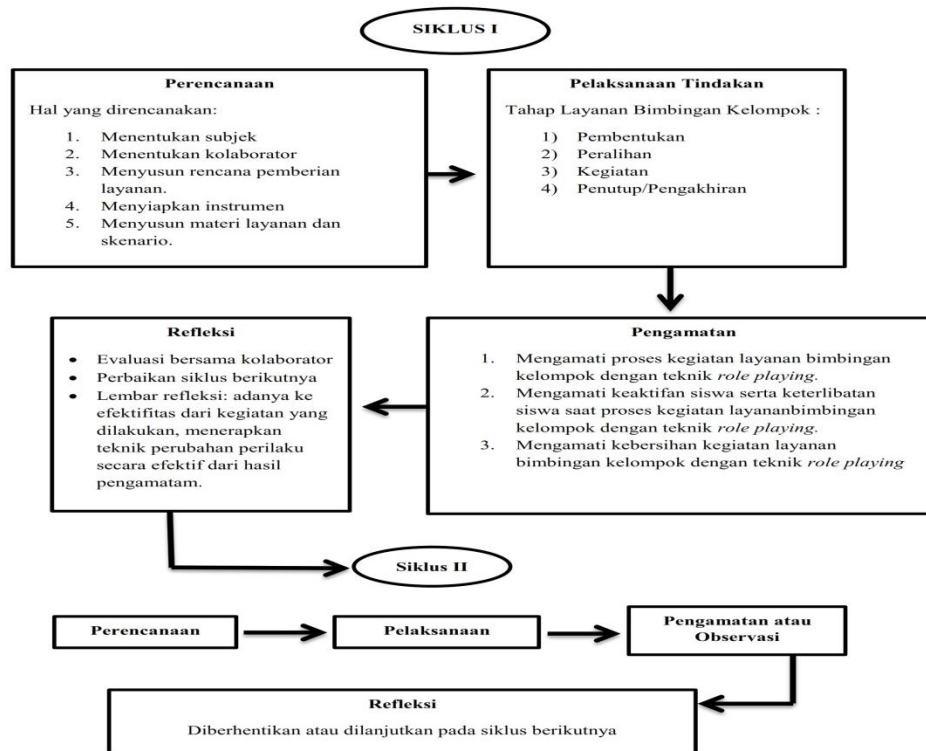 SIKLUS I
Perencanaan
Hal yang direncanakan:
1. Menentukan subjek
2. Menentukan kolaborator
3. Menyusun rencana pemberian
layanan.
4. Menyiapkan instrumen
5. Menyusun materi layanan dan
skenario.
Pelaksanaan Tindakan
Tahap Layanan Bimbingan Kelompok :
1) Pembentukan
2) Peralihan
3) Kegiatan
4) Penutup/Pengakhiran
Pengamatan
1. Mengamati proses kegiatan layanan bimbingan
kelompok dengan teknik role playing.
2. Mengamati keaktifan siswa serta keterlibatan
siswa saat proses kegiatan layananbimbingan
kelompok dengan teknik role playing.
3. Mengamati kebersihan kegiatan layanan
bimbingan kelompok dengan teknik role playing
Refleksi
• Evaluasi bersama kolaborator
• Perbaikan siklus berikutnya
• Lembar refleksi: adanya ke
efektifitas dari kegiatan yang
dilakukan, menerapkan
teknik perubahan perilaku
secara efektif dari hasil
pengamatam.
Siklus II
Perencanaan
Pelaksanaan
Pengamatan atau
Observasi
Refleksi
Diberhentikan atau dilanjutkan pada siklus berikutnya